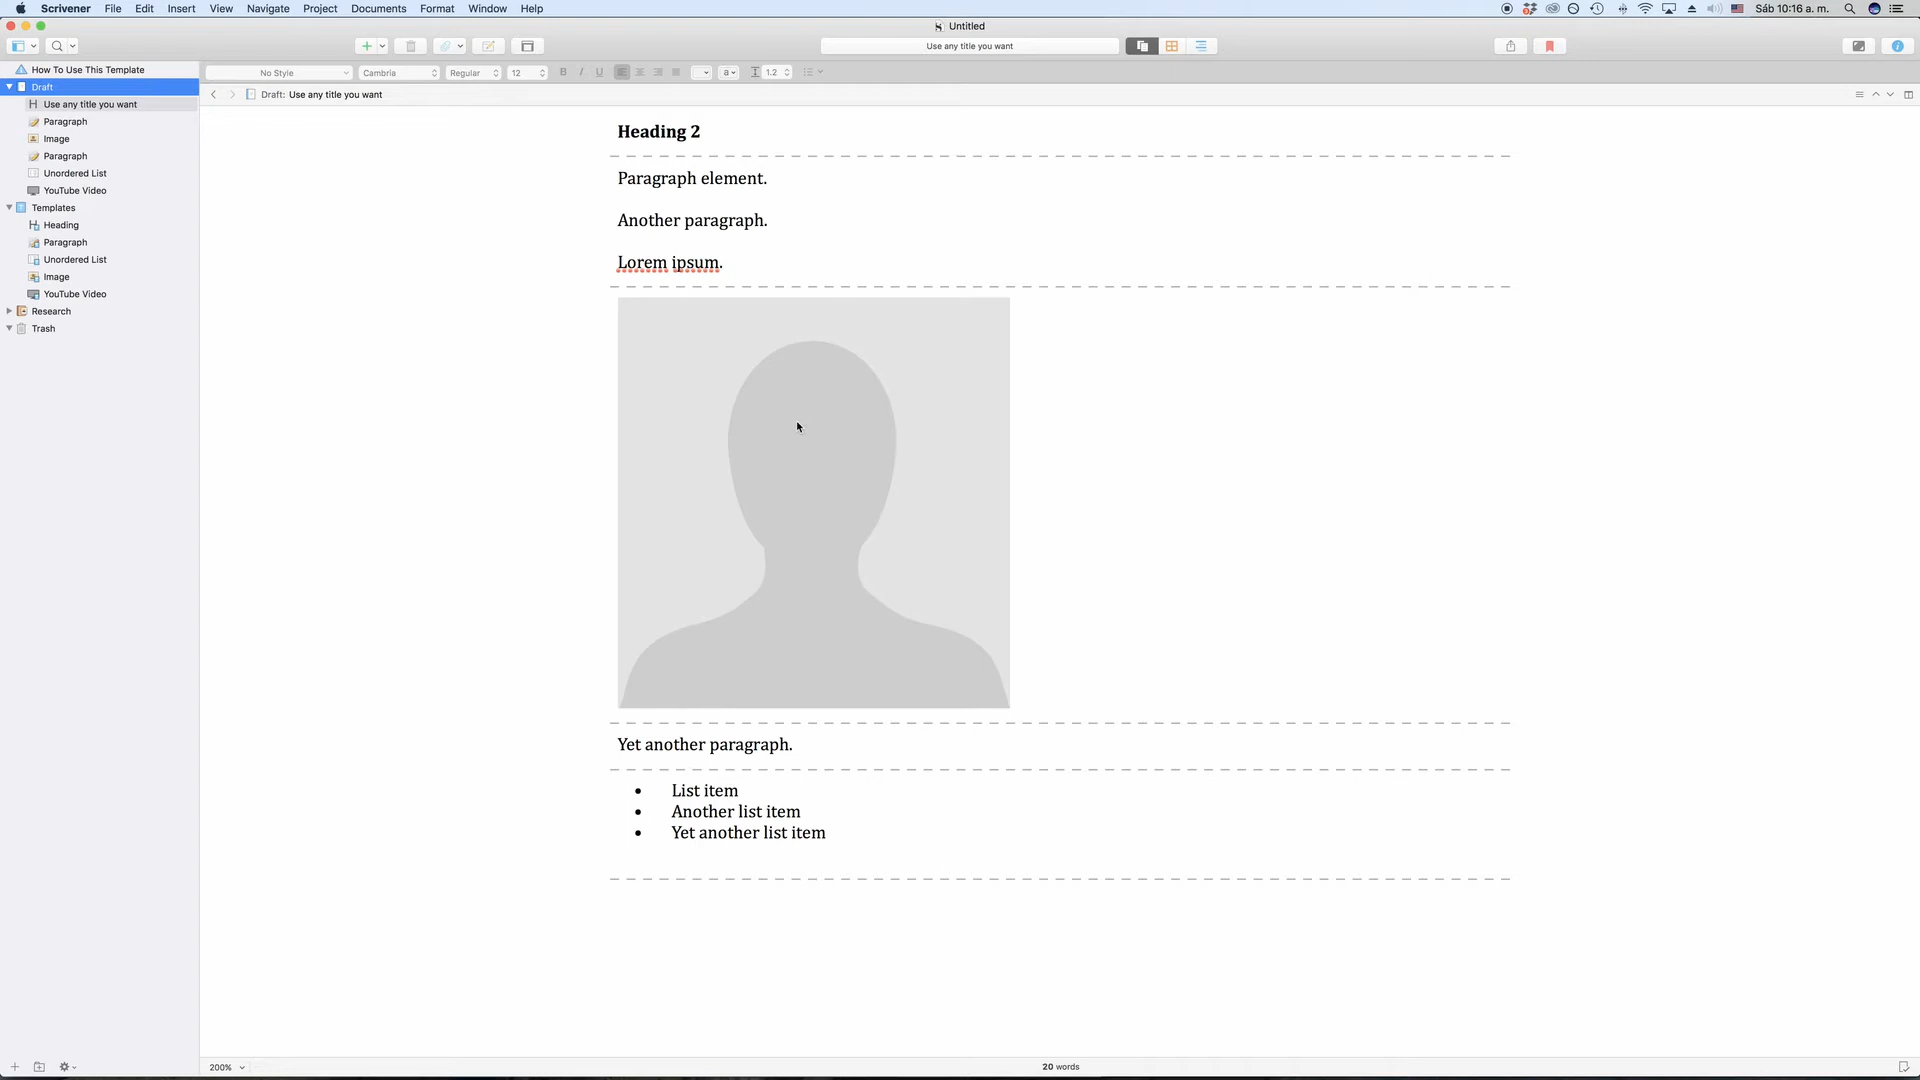 Scrivener File Edit Insert View Navigate Project Documents Format Window Help Sáb 10:16 a. m.
Untitled
Use any title you want
No Style Cambria Regular 12 B I U a 1.2
Draft: Use any title you want
How To Use This Template
Draft
Use any title you want
Paragraph
Image
Paragraph
Unordered List
YouTube Video
Templates
Heading
Paragraph
Unordered List
Image
YouTube Video
Research
Trash
Heading 2
Paragraph element.
Another paragraph.
Lorem ipsum.
Yet another paragraph.
• List item
• Another list item
• Yet another list item
200% 20 words